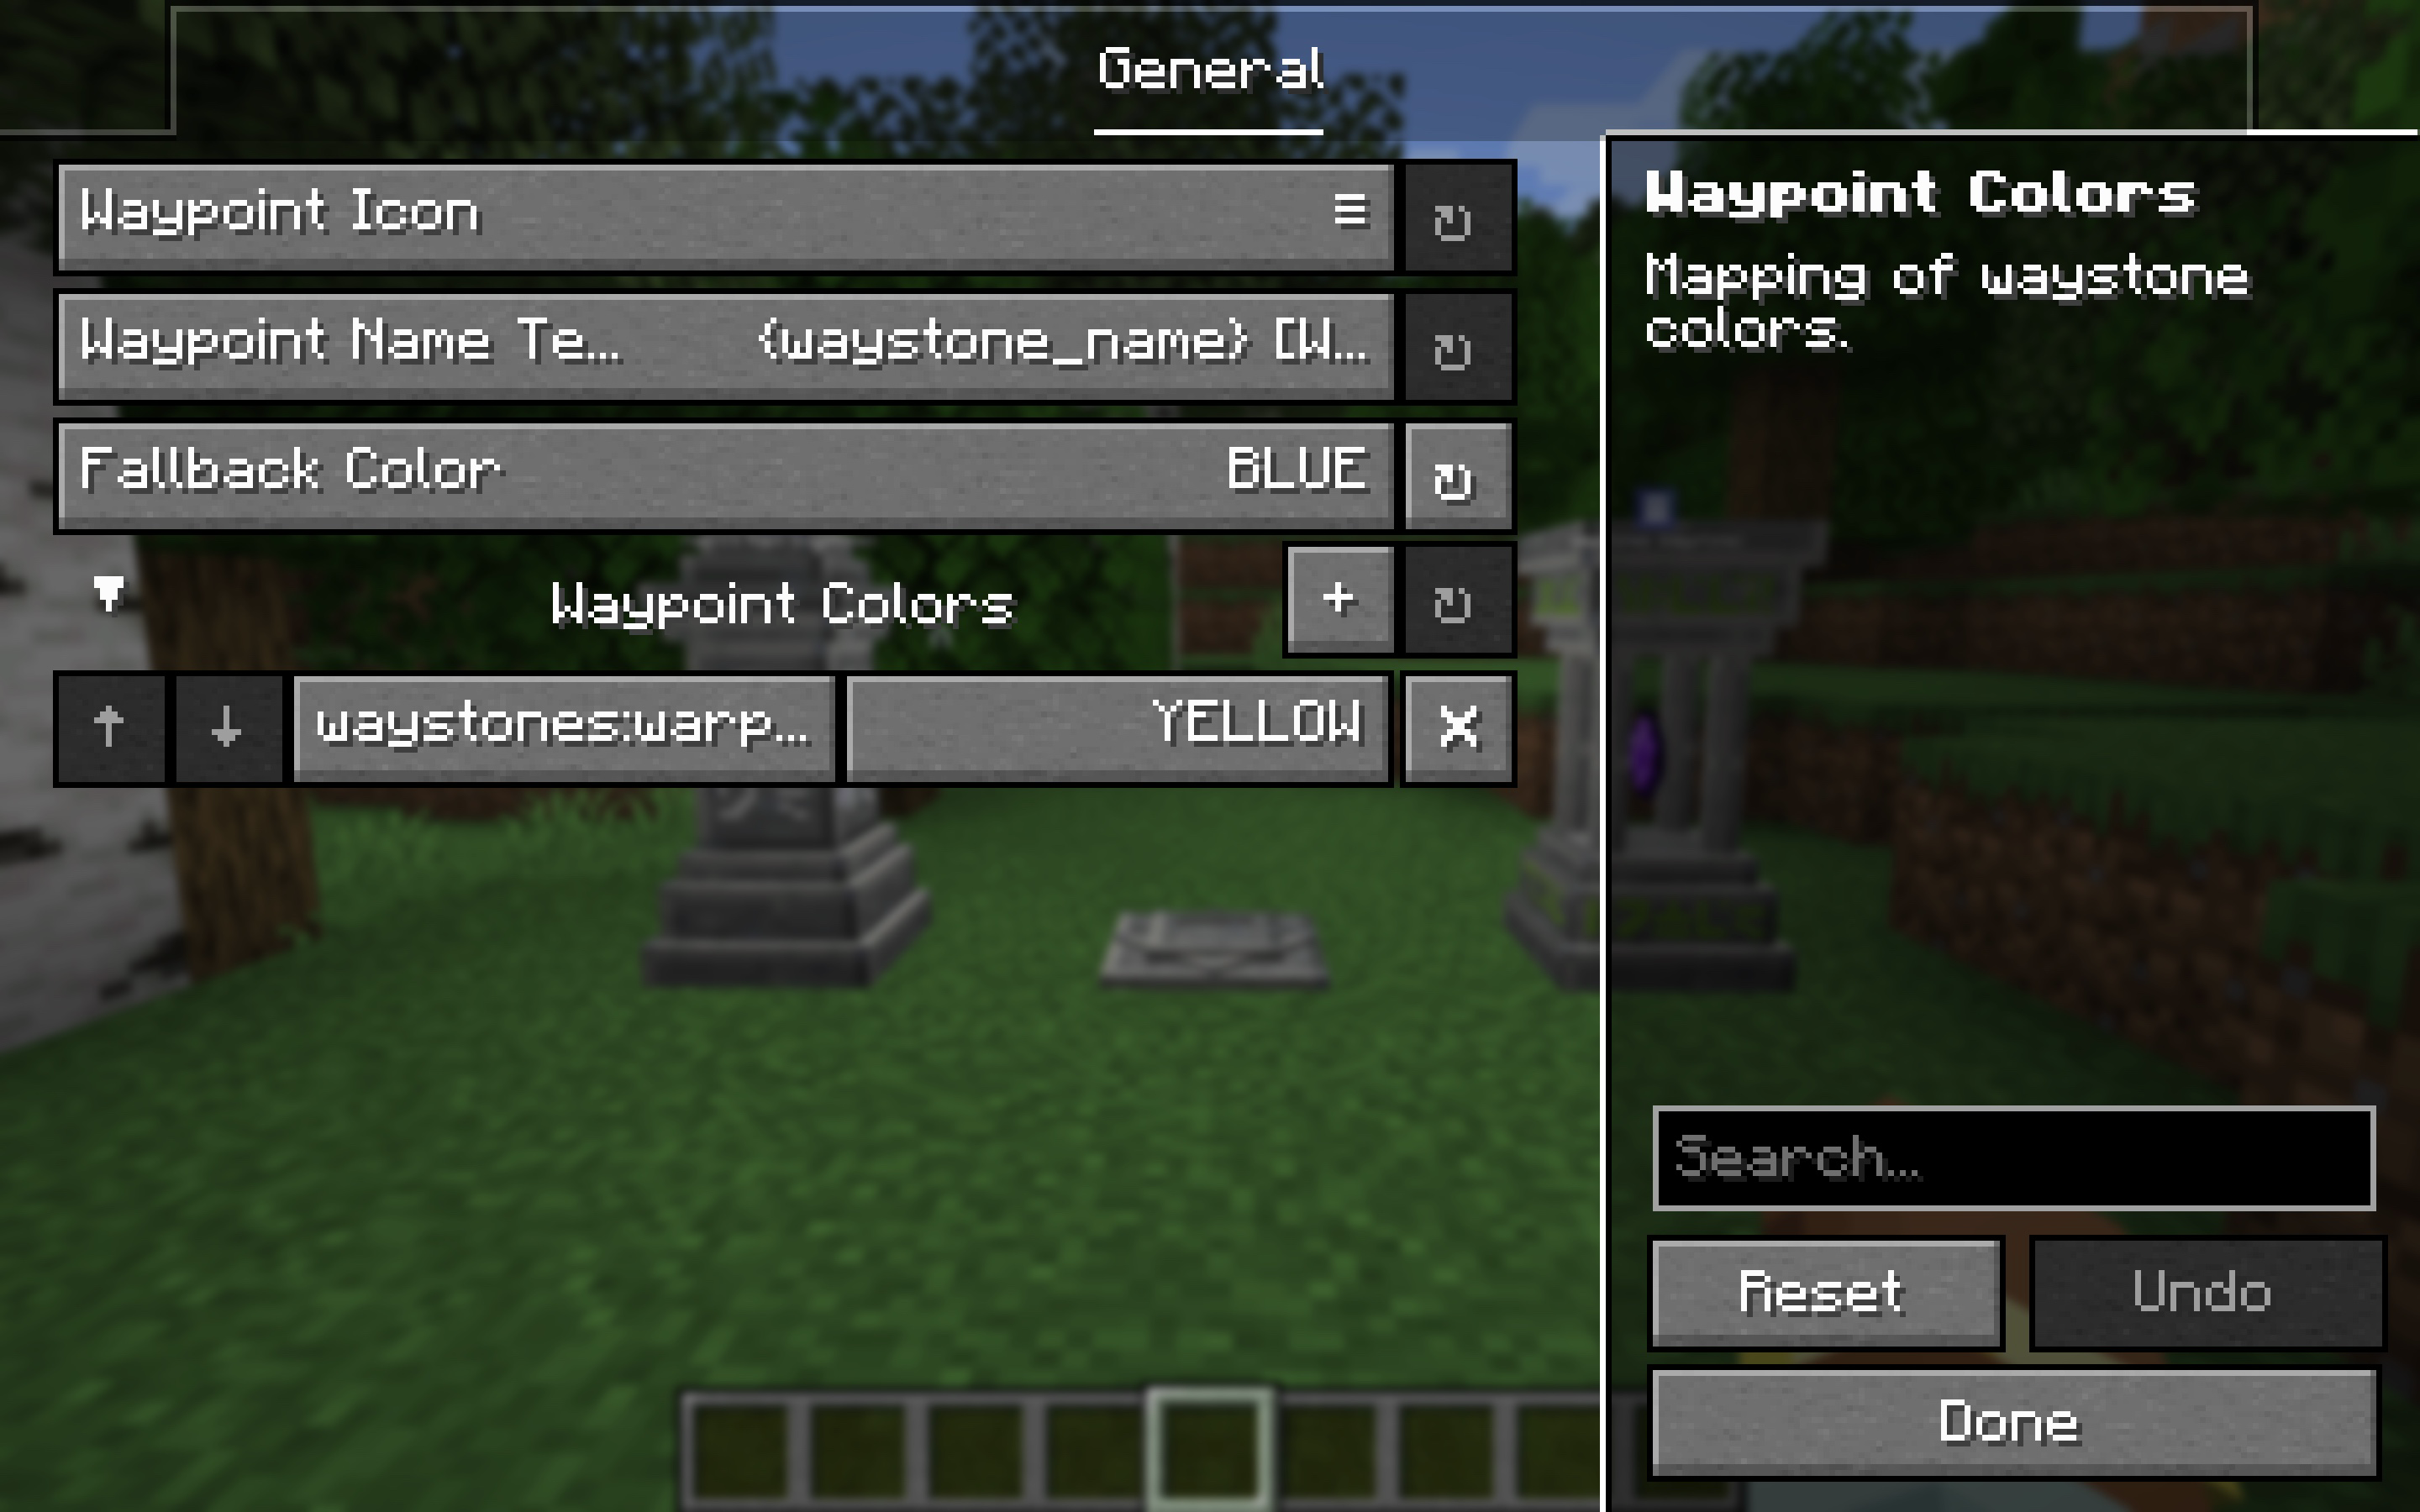 General
Waypoint Icon
Waypoint Name Te... {waystone_name} [W...
Fallback Color BLUE
Waypoint Colors +
waystones:warp... YELLOW
Waypoint Colors
Mapping of waystone
colors.
Search...
Reset Undo
Done